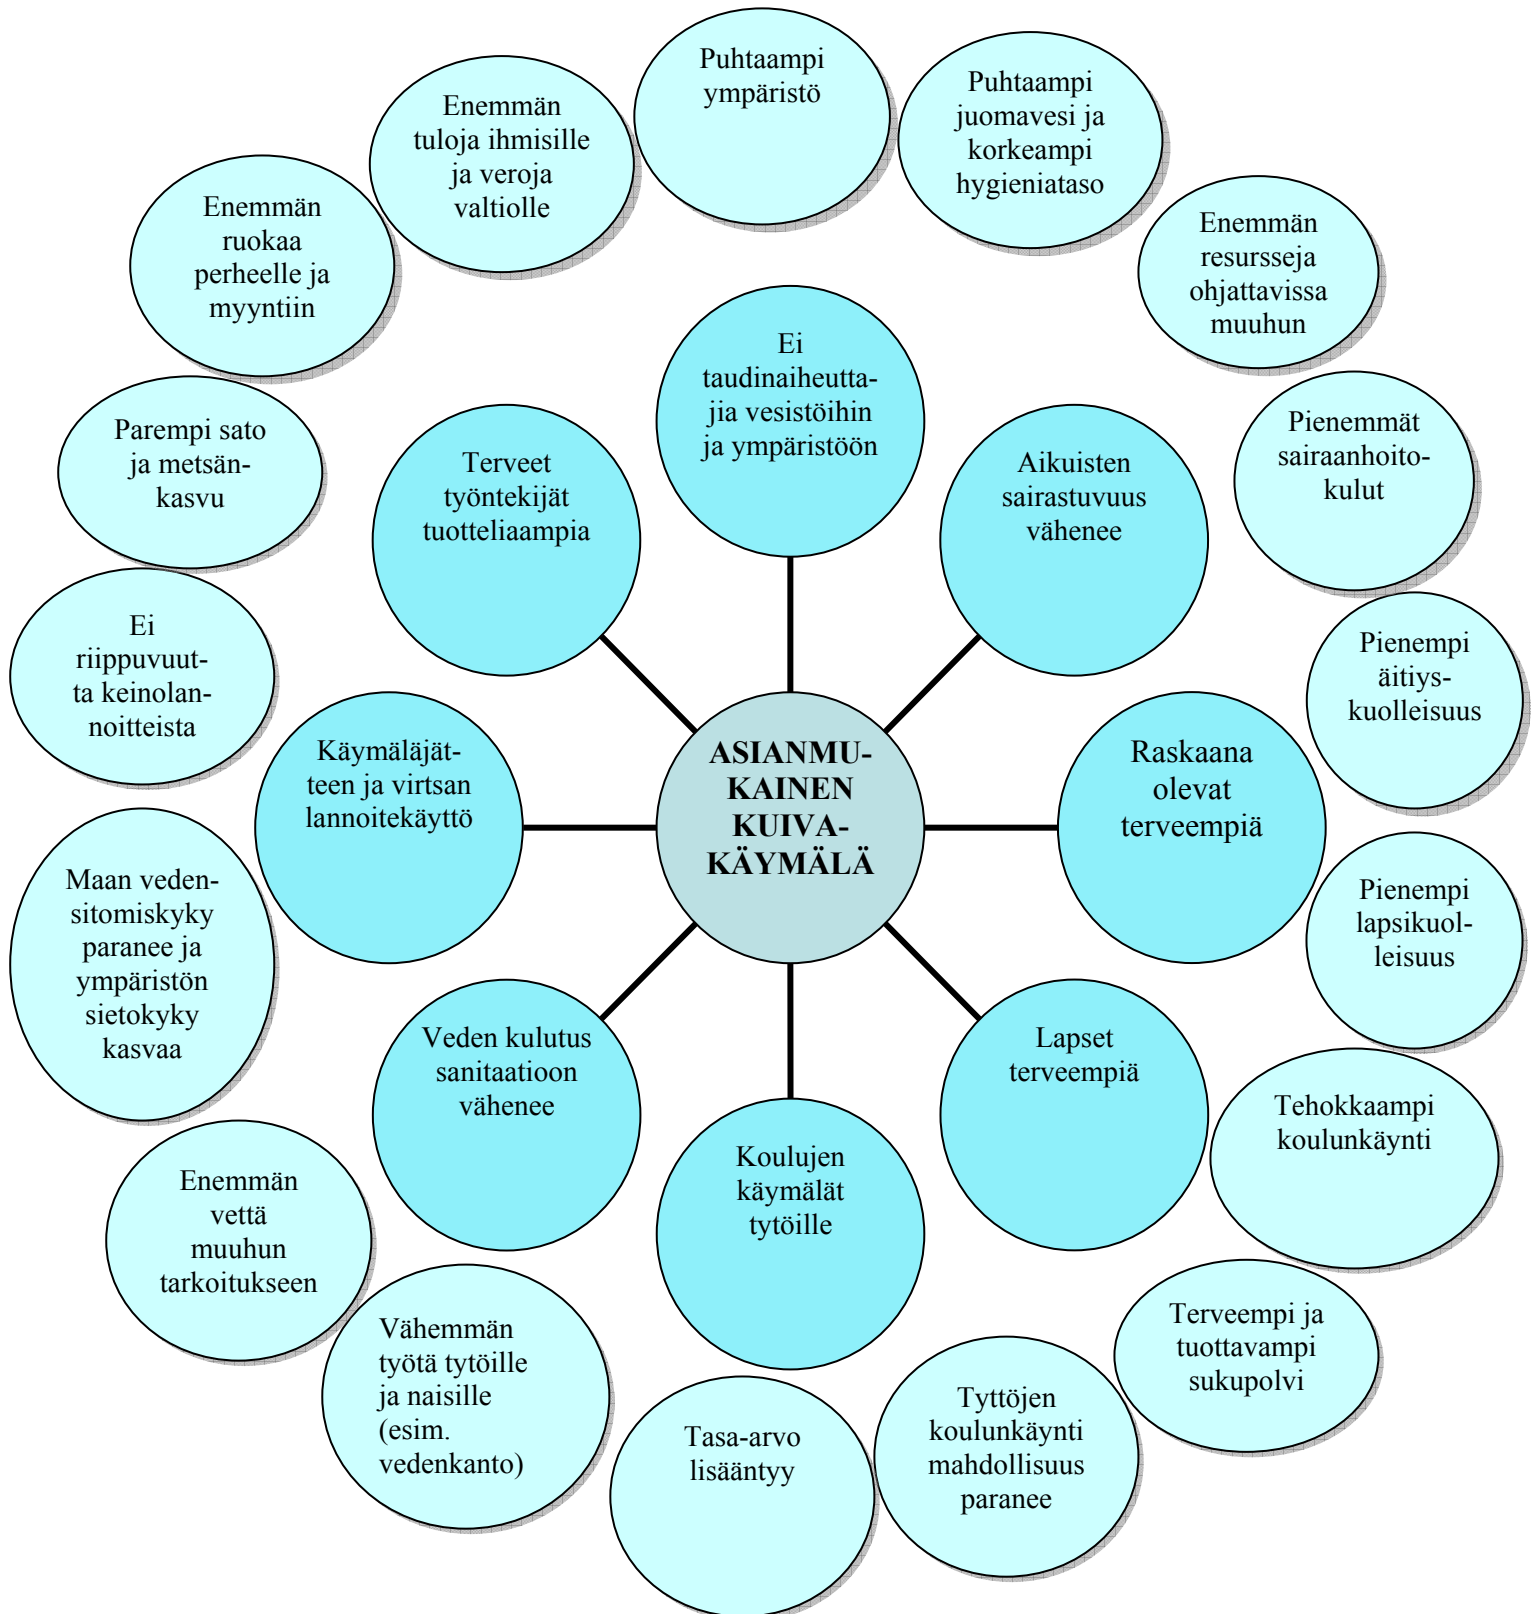 Puhtaampi
ympäristö
Puhtaampi
juomavesi ja
korkeampi
hygieniataso
Enemmän
resursseja
ohjattavissa
muuhun
Pienemmät
sairaanhoito-
kulut
Pienempi
äitiys-
kuolleisuus
Pienempi
lapsikuol-
leisuus
Tehokkaampi
koulunkäynti
Terveempi ja
tuottavampi
sukupolvi
Tyttöjen
koulunkäynti
mahdollisuus
paranee
Tasa-arvo
lisääntyy
Vähemmän
työtä tytöille
ja naisille
(esim.
vedenkanto)
Enemmän
vettä
muuhun
tarkoitukseen
Maan veden-
sitomiskyky
paranee ja
ympäristön
sietokyky
kasvaa
Ei
riippuvuut-
ta keinolan-
noitteista
Parempi sato
ja metsän-
kasvu
Enemmän
ruokaa
perheelle ja
myyntiin
Enemmän
tuloja ihmisille
ja veroja
valtiolle
Ei
taudinaiheutta-
jia vesistöihin
ja ympäristöön
Aikuisten
sairastuvuus
vähenee
Raskaana
olevat
terveempiä
Lapset
terveempiä
Koulujen
käymälät
tytöille
Veden kulutus
sanitaatioon
vähenee
Käymäläjät-
teen ja virtsan
lannoitekäyttö
Terveet
työntekijät
tuotteliaampia
ASIANMU-
KAINEN
KUIVA-
KÄYMÄLÄ